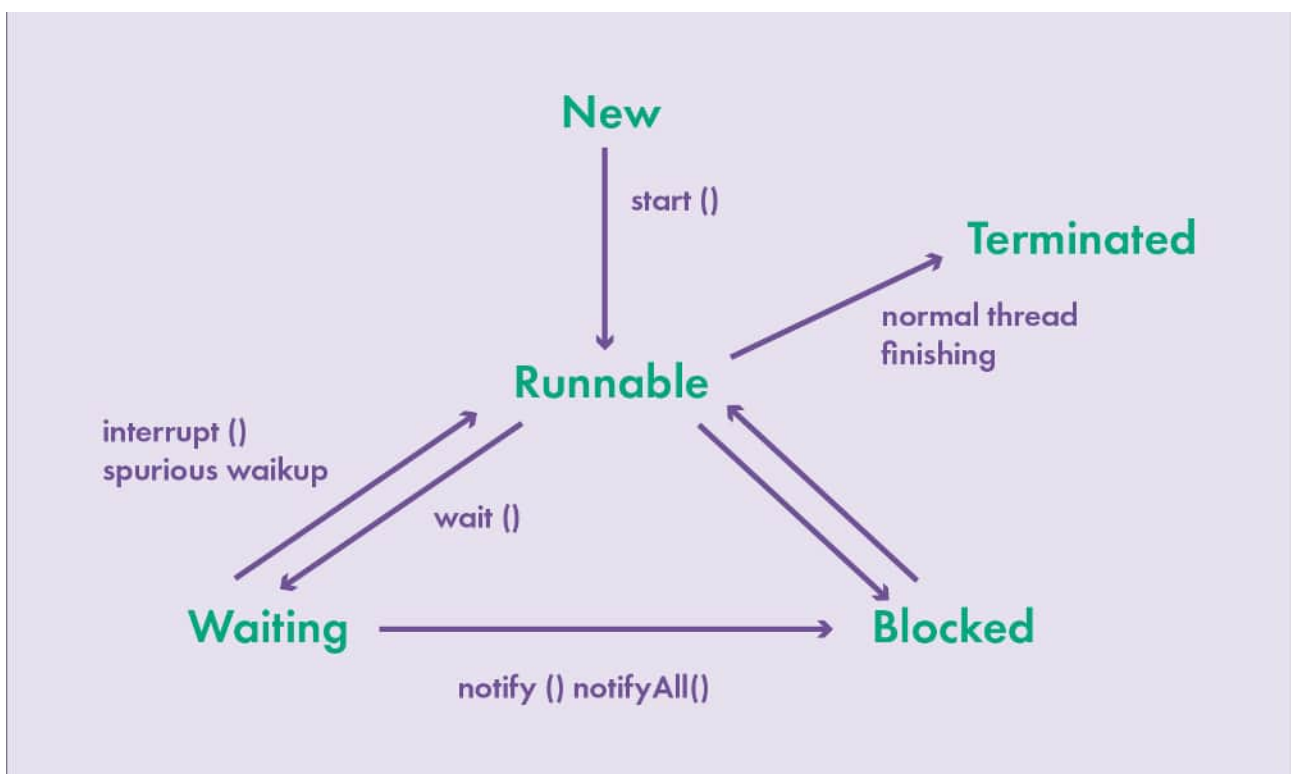 New
start ()
Terminated
normal thread
finishing
Runnable
interrupt ()
spurious waikup
wait ()
Waiting
Blocked
notify () notifyAll()